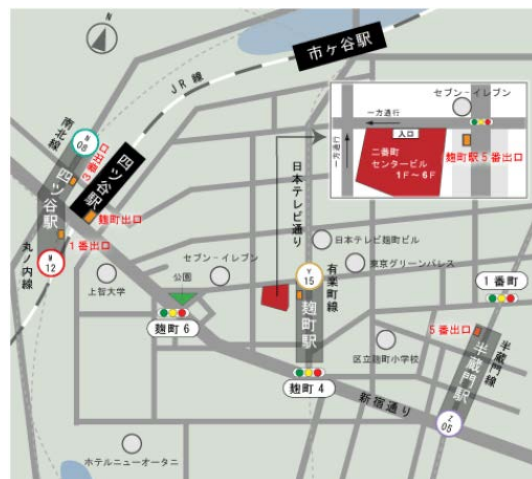 市ヶ谷駅
JR線
N
08
南北線
四ツ谷駅
3番出口
四ツ谷駅
麹町出口
1番出口
丸ノ内線
M
12
上智大学
公園
セブン-イレブン
麹町6
日本テレビ通り
日本テレビ麹町ビル
東京グリーンパレス
Y
15
有楽町線
麹町駅
麹町4
新宿通り
区立麹町小学校
1番町
5番出口
半蔵門線
半蔵門駅
Z
05
ホテルニューオータニ
セブン-イレブン
一方通行
入口
二番町
センタービル
1F~6F
麹町駅5番出口
一方通行